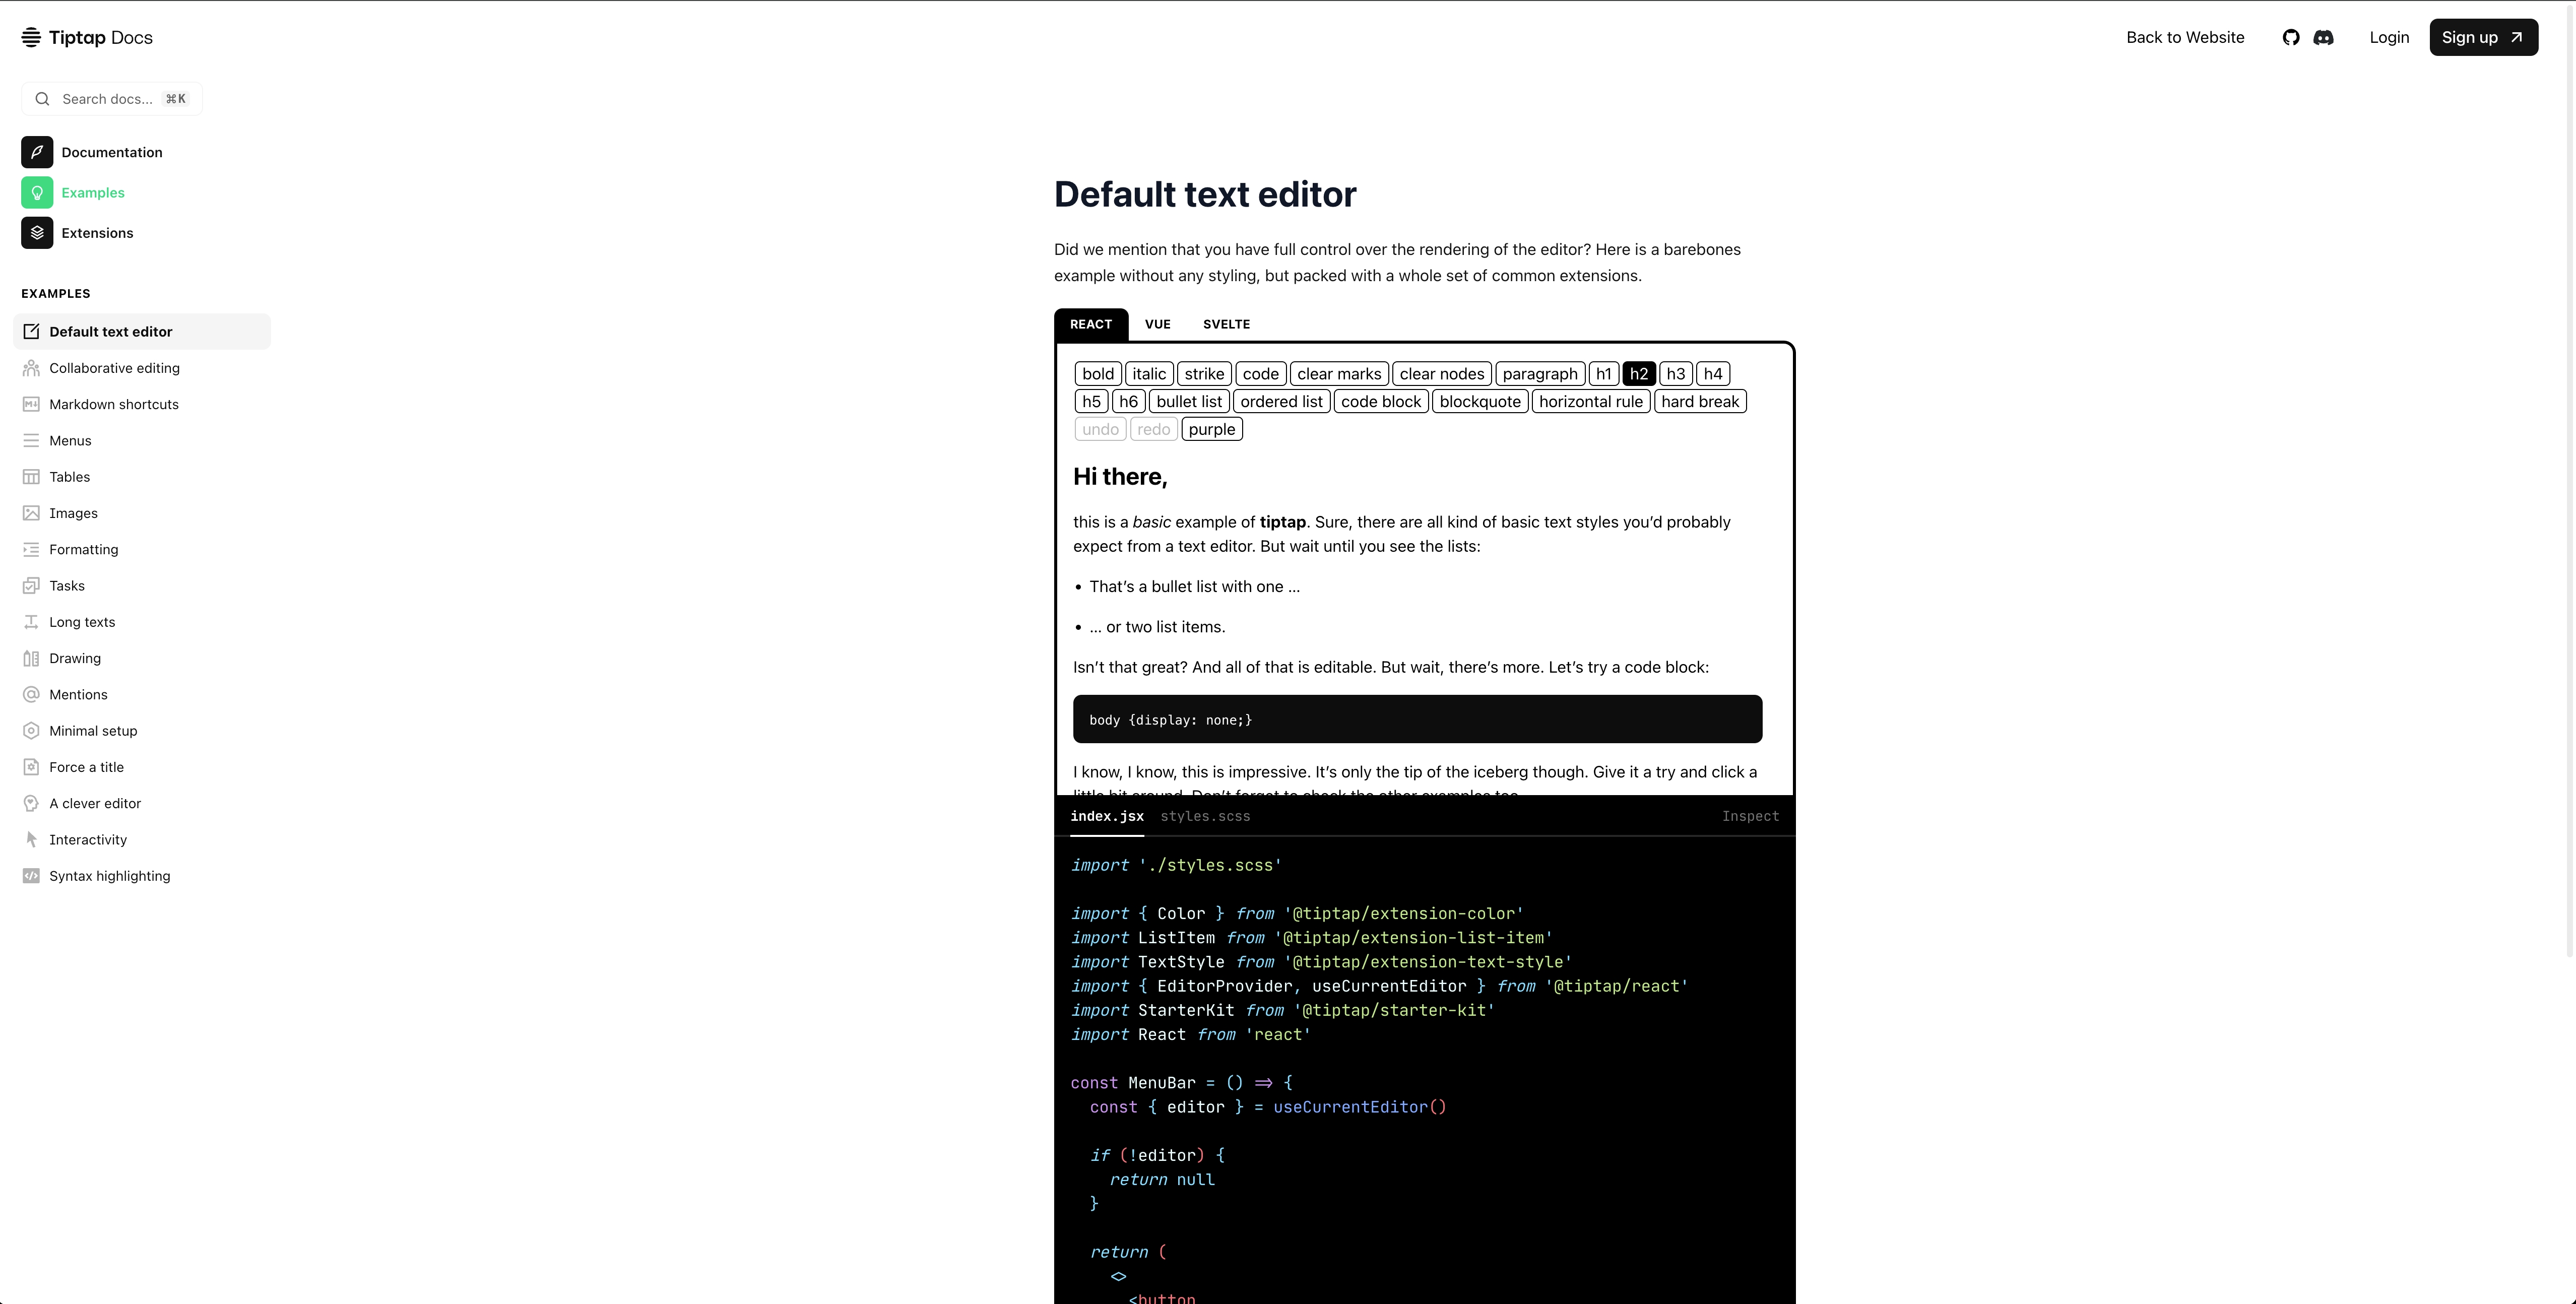 Tiptap Docs
Back to Website
Login
Sign up
Search docs... ⌘K
Documentation
Examples
Extensions
EXAMPLES
Default text editor
Collaborative editing
Markdown shortcuts
Menus
Tables
Images
Formatting
Tasks
Long texts
Drawing
Mentions
Minimal setup
Force a title
A clever editor
Interactivity
Syntax highlighting
Default text editor
Did we mention that you have full control over the rendering of the editor? Here is a barebones
example without any styling, but packed with a whole set of common extensions.
REACT VUE SVELTE
bold italic strike code clear marks clear nodes paragraph h1 h2 h3 h4
h5 h6 bullet list ordered list code block blockquote horizontal rule hard break
undo redo purple
Hi there,
this is a basic example of tiptap. Sure, there are all kind of basic text styles you’d probably
expect from a text editor. But wait until you see the lists:
• That’s a bullet list with one …
• … or two list items.
Isn’t that great? And all of that is editable. But wait, there’s more. Let’s try a code block:
body {display: none;}
I know, I know, this is impressive. It’s only the tip of the iceberg though. Give it a try and click a
little bit around. Don’t forget to check the other examples too.
index.jsx styles.scss Inspect
import './styles.scss'
import { Color } from '@tiptap/extension-color'
import ListItem from '@tiptap/extension-list-item'
import TextStyle from '@tiptap/extension-text-style'
import { EditorProvider, useCurrentEditor } from '@tiptap/react'
import StarterKit from '@tiptap/starter-kit'
import React from 'react'
const MenuBar = () => {
const { editor } = useCurrentEditor()
if (!editor) {
return null
}
return (
<>
<button